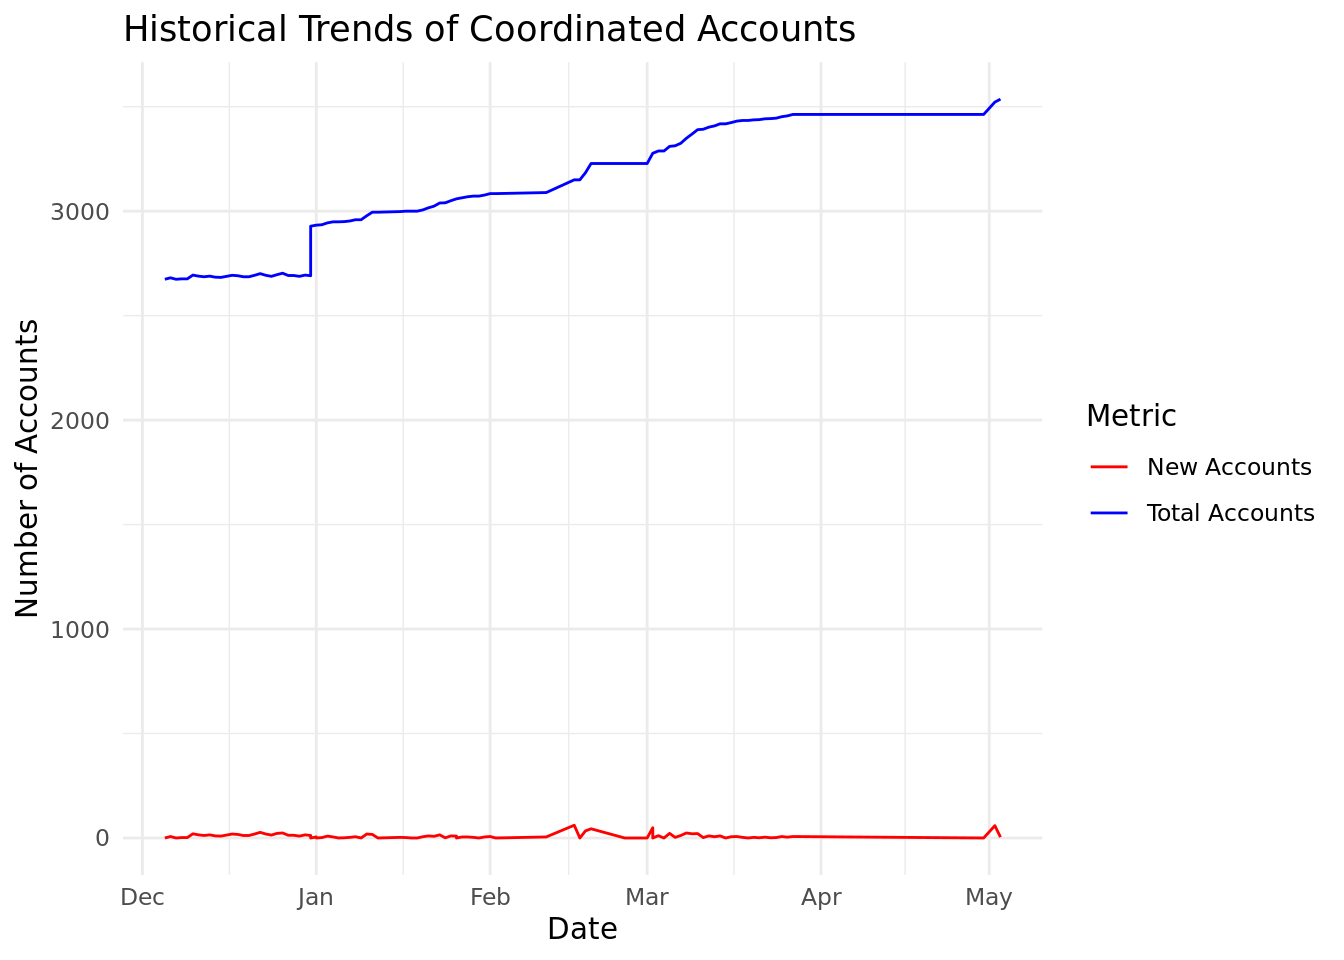 Historical Trends of Coordinated Accounts
Number of Accounts
3000
2000
1000
0
Dec
Jan
Feb
Mar
Apr
May
Date
Metric
New Accounts
Total Accounts